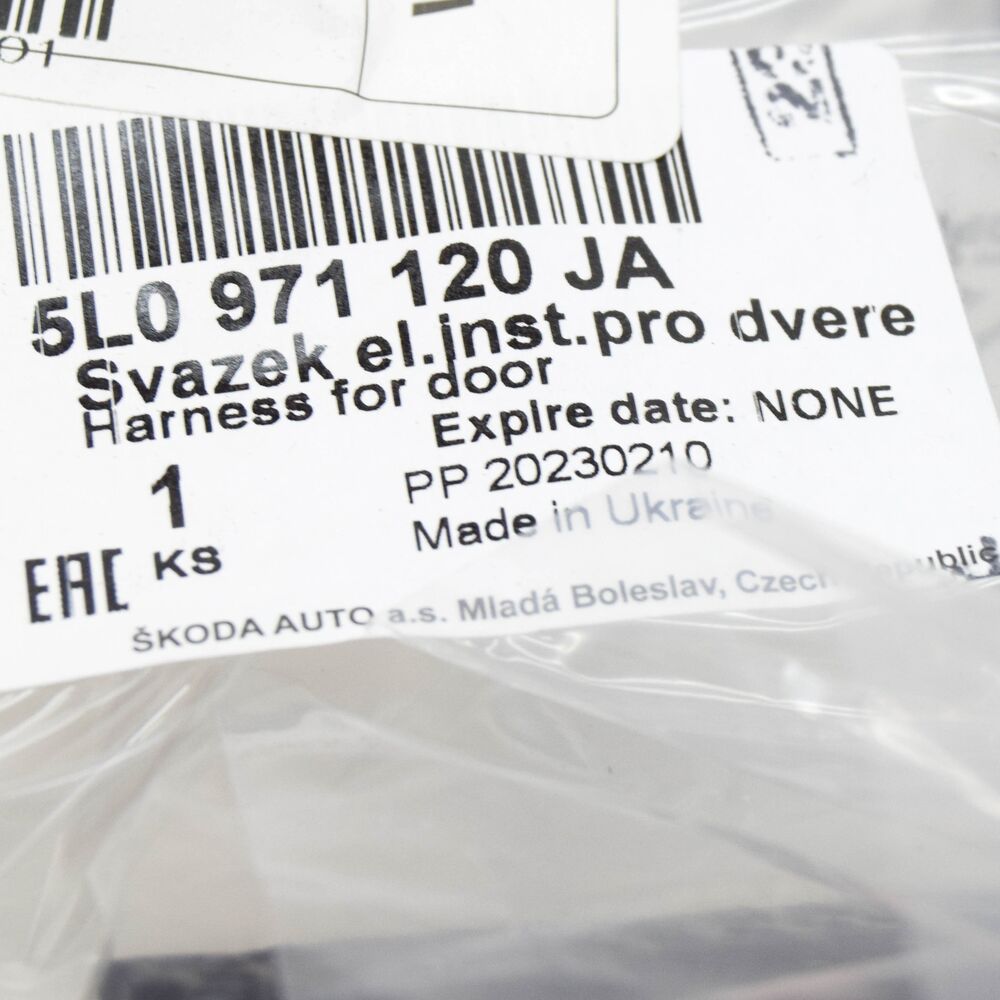 01
5L0 971 120 JA
Svazek el.inst.pro dvere
Harness for door
Expire date: NONE
1
PP 20230210
KS
Made in Ukraine
EAC
ŠKODA AUTO a.s. Mladá Boleslav, Czech Republic